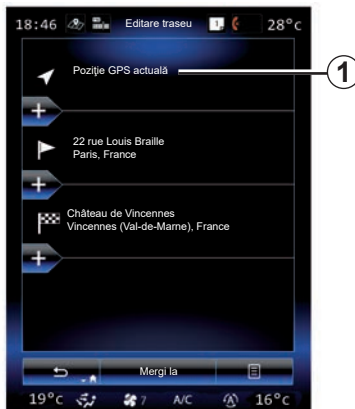 18:46 Editare traseu 1 28°c
Poziţie GPS actuală
1
22 rue Louis Braille
Paris, France
Château de Vincennes
Vincennes (Val-de-Marne), France
Mergi la
19°c 7 A/C A 16°c